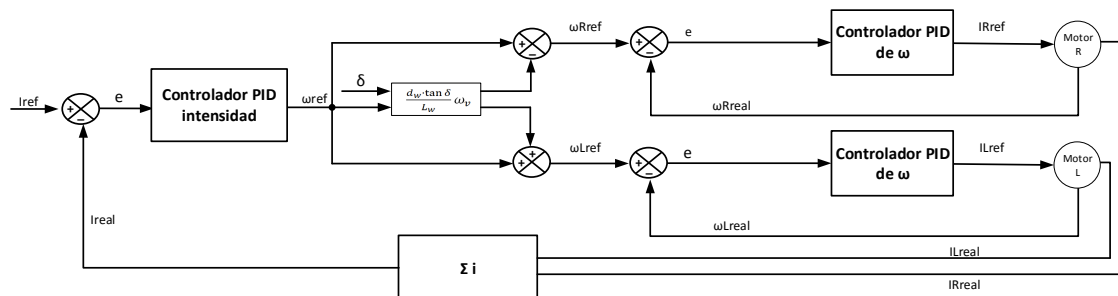 Iref
+
−
e
Controlador PID
intensidad
ωref
δ
d_w·tan δ
L_w
ω_v
+
−
ωRref
+
−
e
Controlador PID
de ω
IRref
Motor
R
ωRreal
+
+
ωLref
+
−
e
Controlador PID
de ω
ILref
Motor
L
ωLreal
Ireal
Σ i
ILreal
IRreal